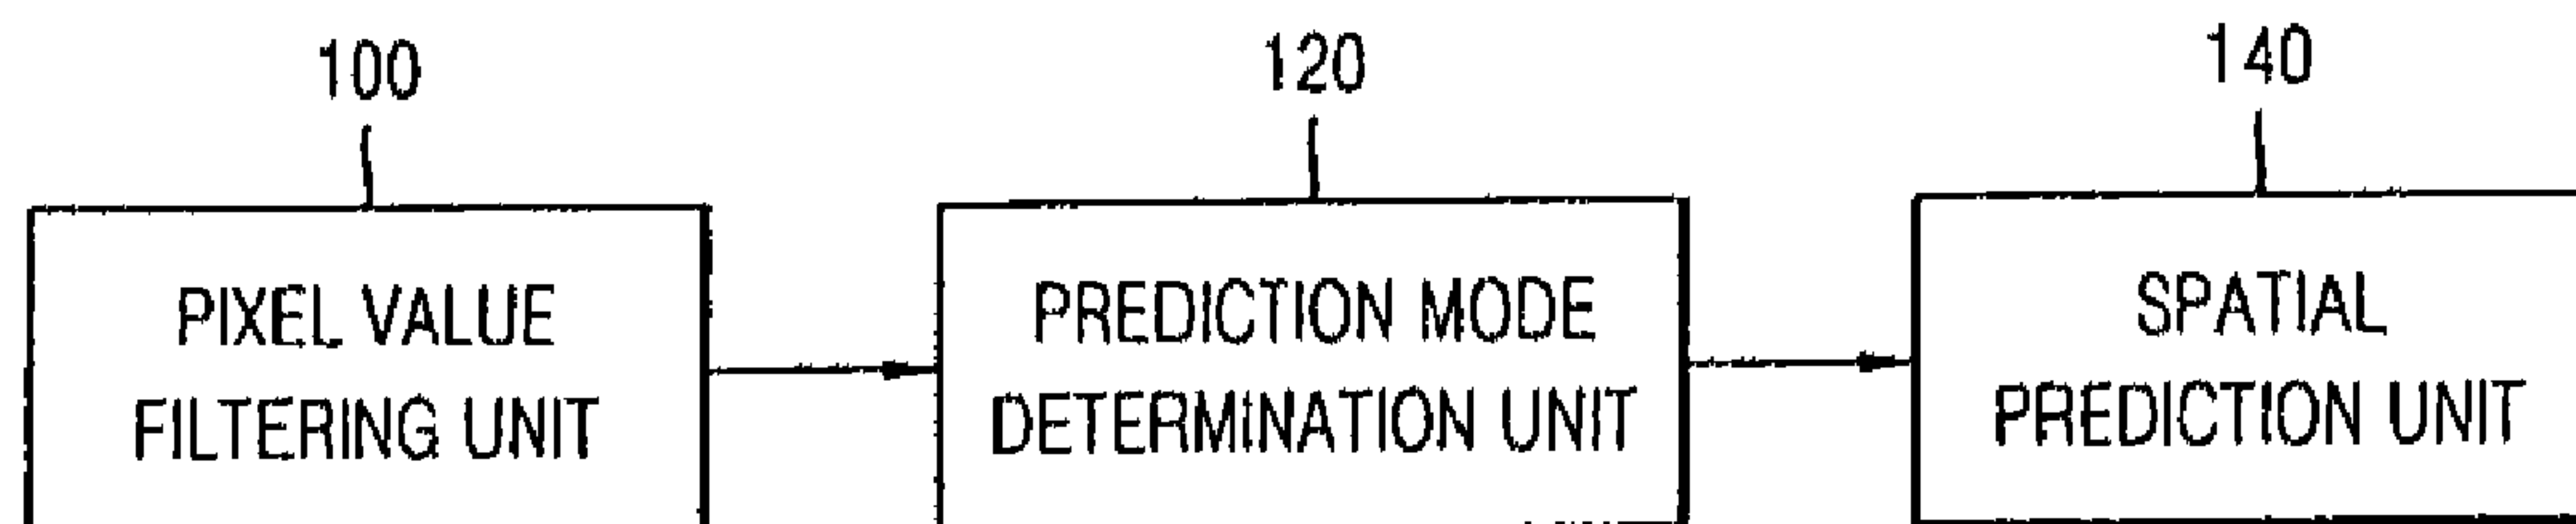 100
120
140
PIXEL VALUE
FILTERING UNIT
PREDICTION MODE
DETERMINATION UNIT
SPATIAL
PREDICTION UNIT